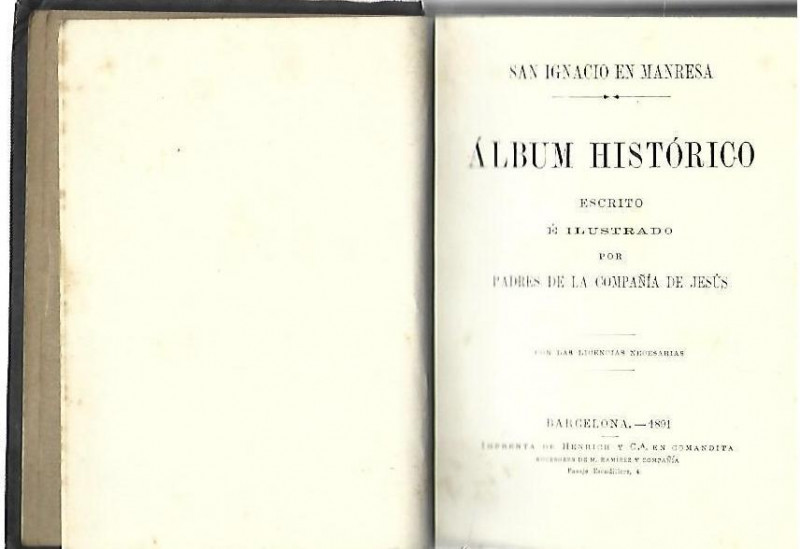 SAN IGNACIO EN MANRESA
ÁLBUM HISTÓRICO
ESCRITO
É ILUSTRADO
POR
PADRES DE LA COMPAÑÍA DE JESÚS
CON LAS LICENCIAS NECESARIAS
BARCELONA.—1891
IMPRENTA DE HENRICH Y C.ª, EN COMANDITA
SUCESORES DE N. RAMÍREZ Y COMPAÑÍA
Pasaje Escudillers, 4